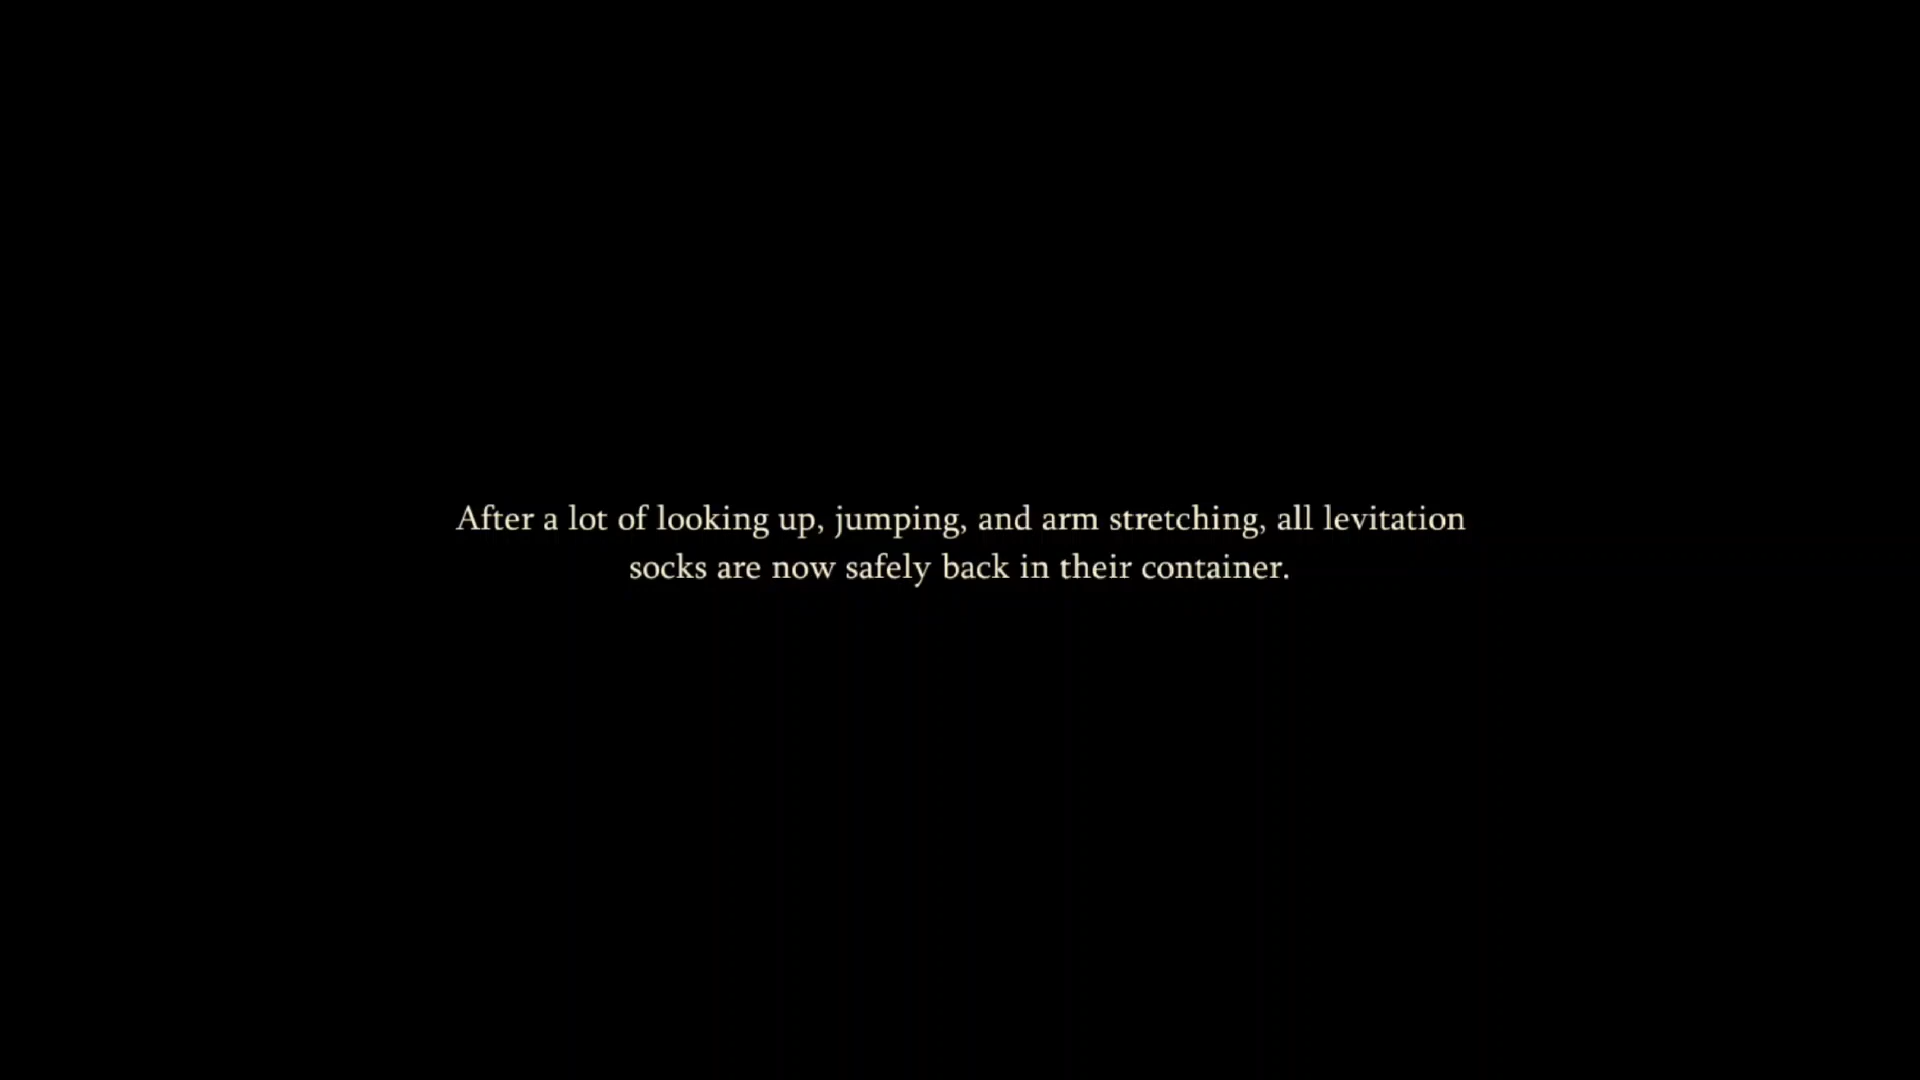 After a lot of looking up, jumping, and arm stretching, all levitation
socks are now safely back in their container.